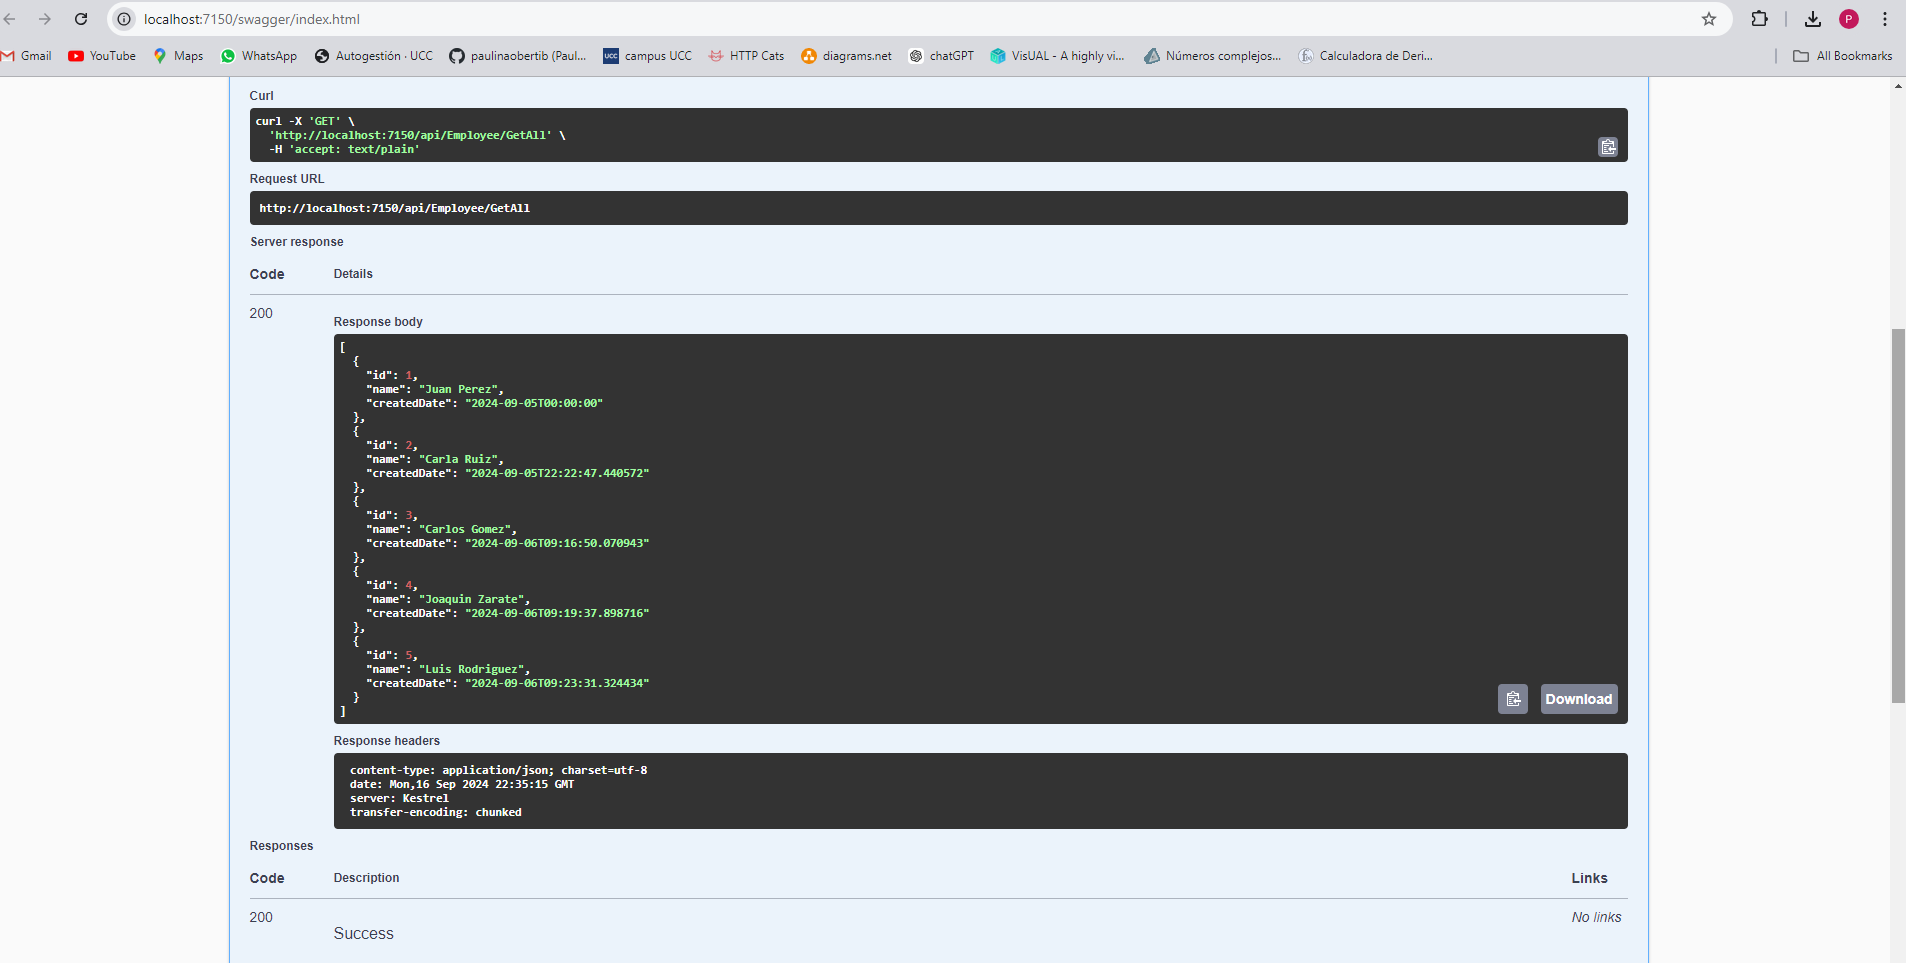 localhost:7150/swagger/index.html
P
Gmail
YouTube
Maps
WhatsApp
Autogestión · UCC
paulinaobertib (Paul...
UCC
campus UCC
HTTP Cats
diagrams.net
chatGPT
VisUAL - A highly vi...
Números complejos...
Calculadora de Deri...
All Bookmarks
Curl
curl -X 'GET' \
'http://localhost:7150/api/Employee/GetAll' \
-H 'accept: text/plain'
Request URL
http://localhost:7150/api/Employee/GetAll
Server response
Code Details
200
Response body
[
{
"id": 1,
"name": "Juan Perez",
"createdDate": "2024-09-05T00:00:00"
},
{
"id": 2,
"name": "Carla Ruiz",
"createdDate": "2024-09-05T22:22:47.440572"
},
{
"id": 3,
"name": "Carlos Gomez",
"createdDate": "2024-09-06T09:16:50.070943"
},
{
"id": 4,
"name": "Joaquin Zarate",
"createdDate": "2024-09-06T09:19:37.898716"
},
{
"id": 5,
"name": "Luis Rodriguez",
"createdDate": "2024-09-06T09:23:31.324434"
}
]
Download
Response headers
content-type: application/json; charset=utf-8
date: Mon,16 Sep 2024 22:35:15 GMT
server: Kestrel
transfer-encoding: chunked
Responses
Code Description Links
200 No links
Success